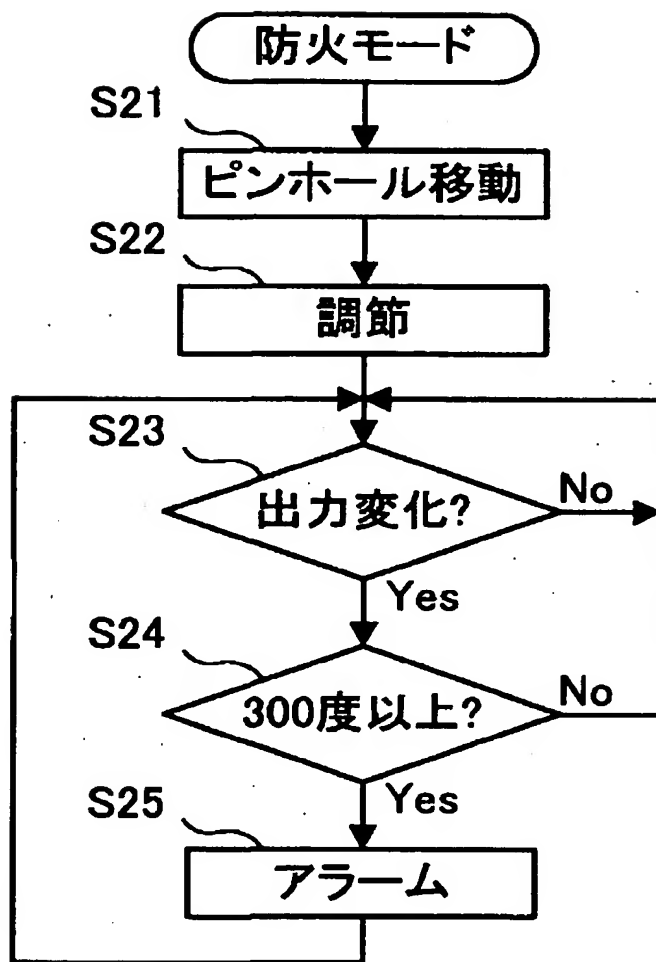 防火モード
S21
ピンホール移動
S22
調節
S23
出力変化?
No
Yes
S24
300度以上?
No
Yes
S25
アラーム